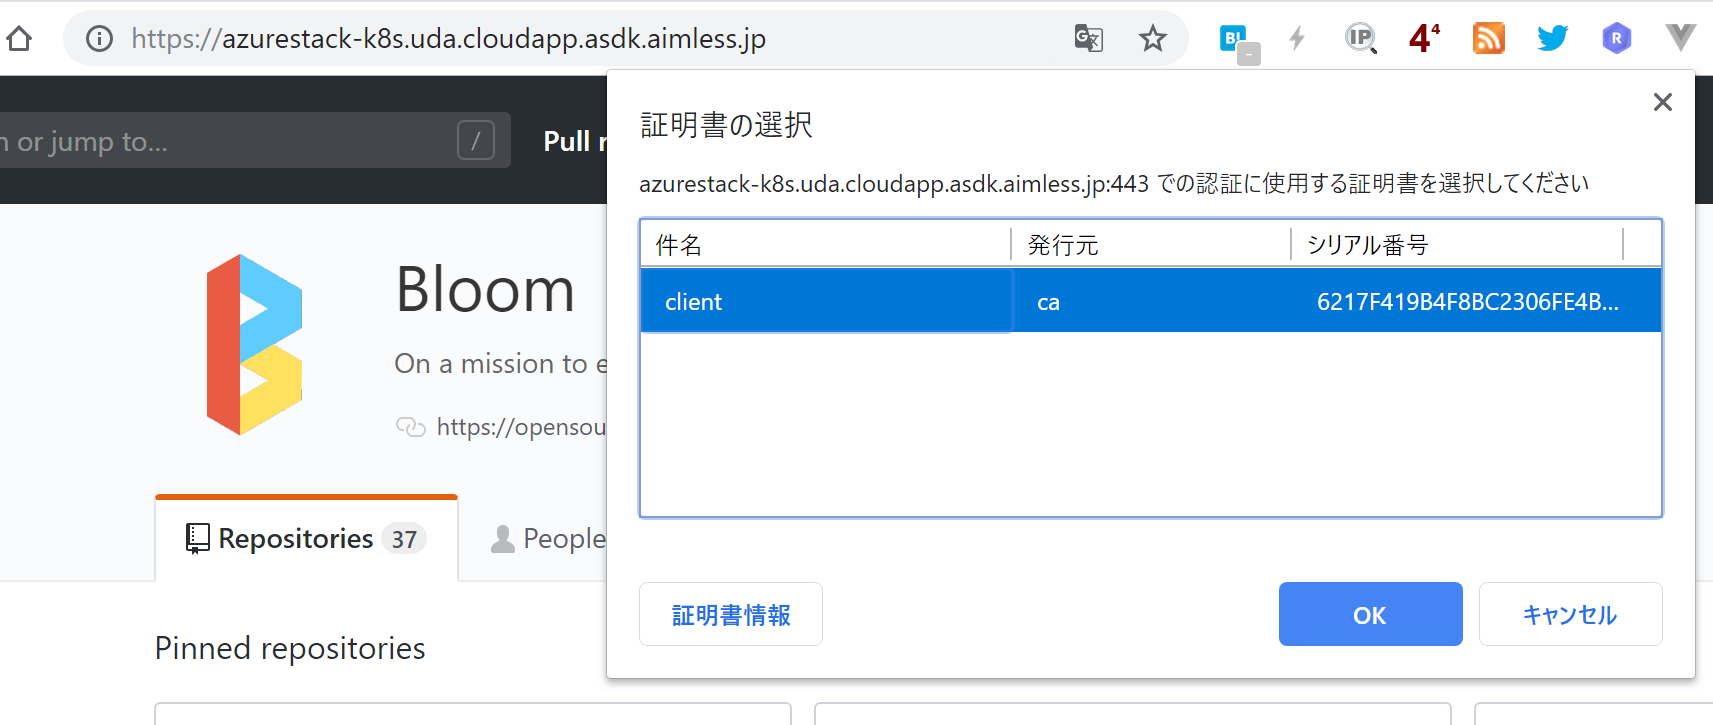 https://azurestack-k8s.uda.cloudapp.asdk.aimless.jp
B!
IP
4⁴
R
or jump to...
/
Pull r
証明書の選択
azurestack-k8s.uda.cloudapp.asdk.aimless.jp:443 での認証に使用する証明書を選択してください
件名 発行元 シリアル番号
client ca 6217F419B4F8BC2306FE4B...
証明書情報 OK キャンセル
Bloom
On a mission to e
https://opensou
Repositories 37 People
Pinned repositories